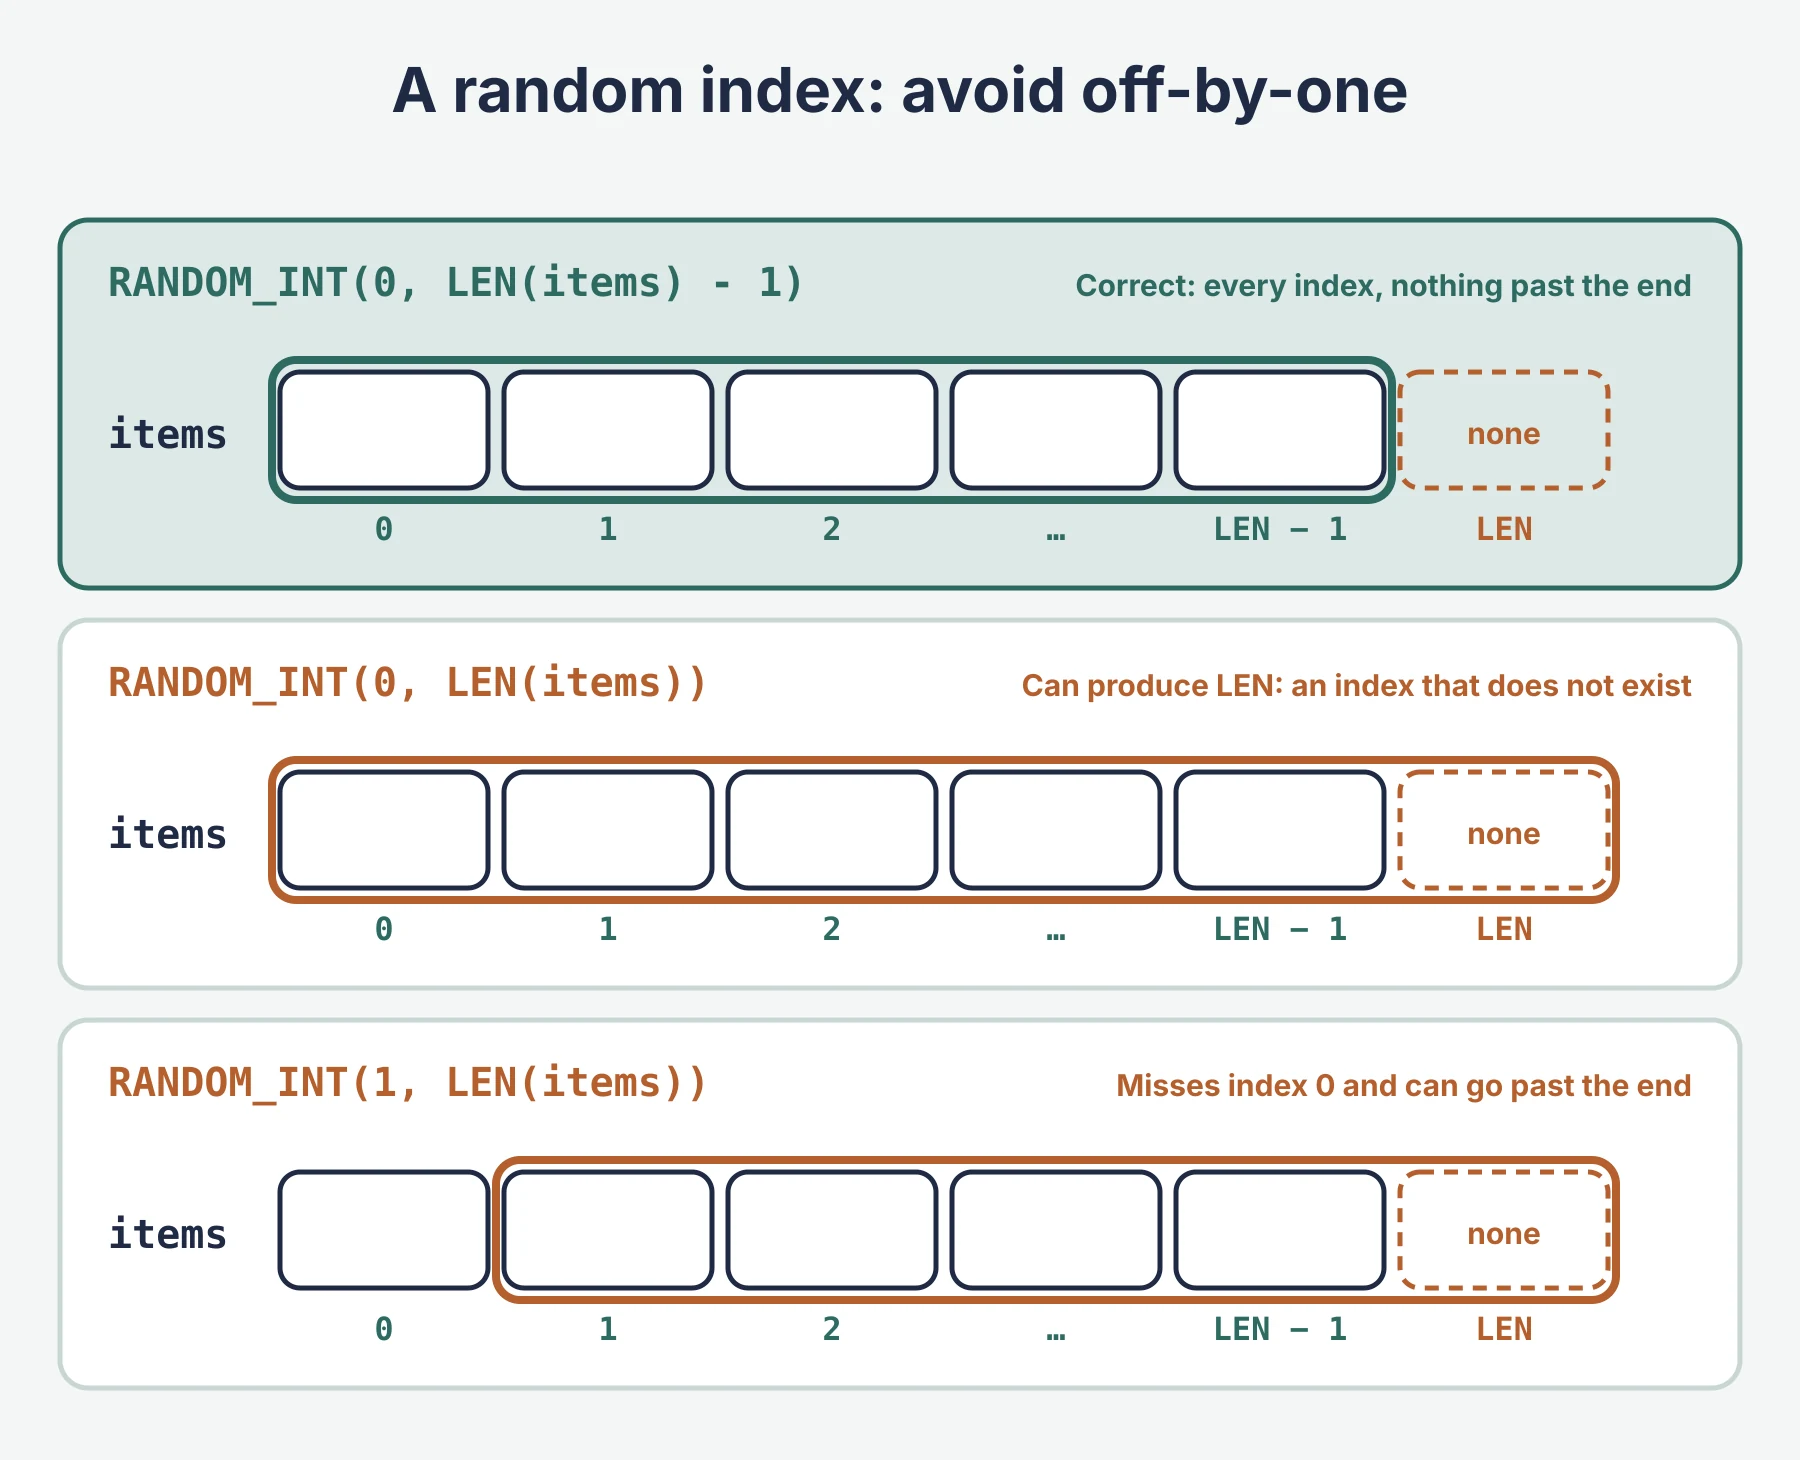 A random index: avoid off-by-one
RANDOM_INT(0, LEN(items) - 1)
Correct: every index, nothing past the end
items
none
0 1 2 … LEN − 1 LEN
RANDOM_INT(0, LEN(items))
Can produce LEN: an index that does not exist
items
none
0 1 2 … LEN − 1 LEN
RANDOM_INT(1, LEN(items))
Misses index 0 and can go past the end
items
none
0 1 2 … LEN − 1 LEN